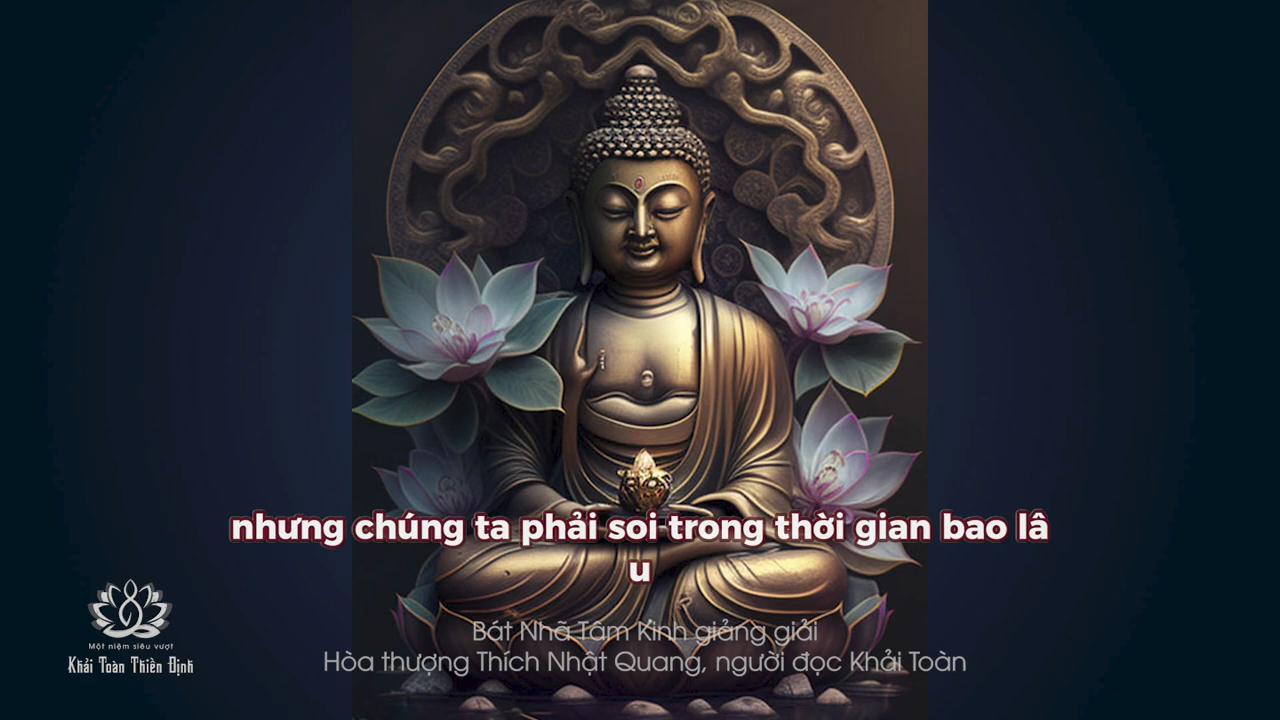 nhưng chúng ta phải soi trong thời gian bao lâ
u
Bát Nhã Tâm Kinh giảng giải
Hòa thượng Thích Nhật Quang, người đọc Khải Toàn
Một niệm siêu vượt
Khải Toàn Thiền Định